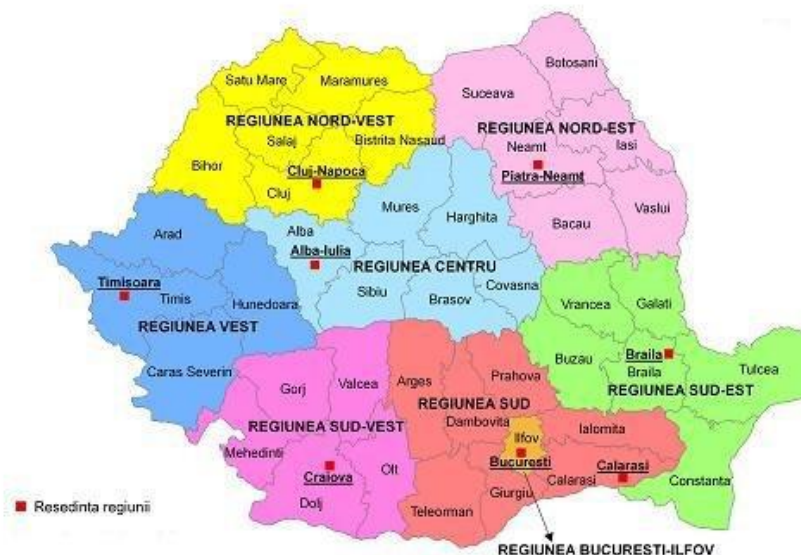 Botosani
Satu Mare
Maramures
Suceava
REGIUNEA NORD-VEST
REGIUNEA NORD-EST
Salaj
Bistrita Nasaud
Neamt
Iasi
Bihor
Cluj-Napoca
Piatra-Neamt
Cluj
Mures
Harghita
Bacau
Vaslui
Arad
Alba
Alba-Iulia
REGIUNEA CENTRU
Timisoara
Timis
Hunedoara
Sibiu
Brasov
Covasna
Vrancea
Galati
REGIUNEA VEST
Buzau
Braila
Braila
Tulcea
Caras Severin
Gorj
Valcea
Arges
Prahova
REGIUNEA SUD-EST
REGIUNEA SUD
REGIUNEA SUD-VEST
Dambovita
Ilfov
Ialomita
Mehedinti
Olt
Bucuresti
Calarasi
Craiova
Giurgiu
Calarasi
Constanta
Dolj
Teleorman
Resedinta regiunii
REGIUNEA BUCURESTI-ILFOV